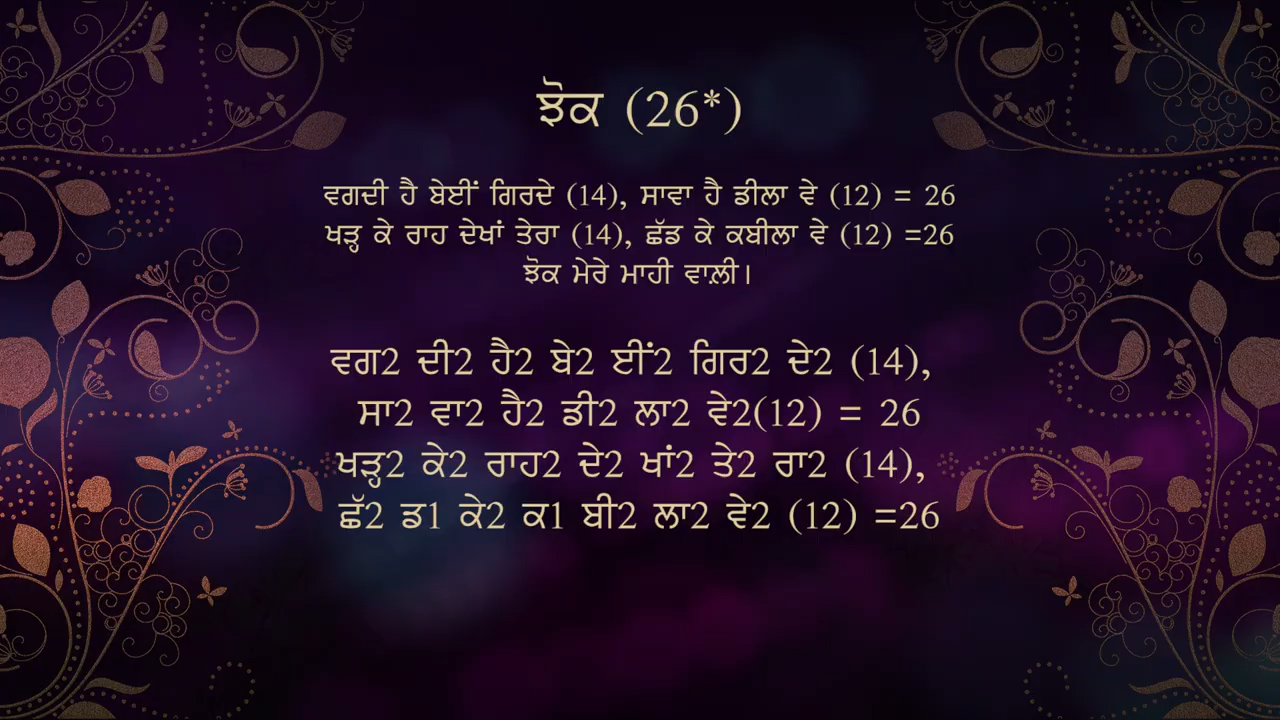 ਝੋਕ (26*)
ਵਗਦੀ ਹੈ ਬੇਈਂ ਗਿਰਦੇ (14), ਸਾਵਾ ਹੈ ਡੀਲਾ ਵੇ (12) = 26
ਖੜ੍ਹ ਕੇ ਰਾਹ ਦੇਖਾਂ ਤੇਰਾ (14), ਛੱਡ ਕੇ ਕਬੀਲਾ ਵੇ (12) =26
ਝੋਕ ਮੇਰੇ ਮਾਹੀ ਵਾਲ਼ੀ।
ਵਗ2 ਦੀ2 ਹੈ2 ਬੇ2 ਈਂ2 ਗਿਰ2 ਦੇ2 (14),
ਸਾ2 ਵਾ2 ਹੈ2 ਡੀ2 ਲਾ2 ਵੇ2(12) = 26
ਖੜ੍ਹ2 ਕੇ2 ਰਾਹ2 ਦੇ2 ਖਾਂ2 ਤੇ2 ਰਾ2 (14),
ਛੱ2 ਡ1 ਕੇ2 ਕ1 ਬੀ2 ਲਾ2 ਵੇ2 (12) =26